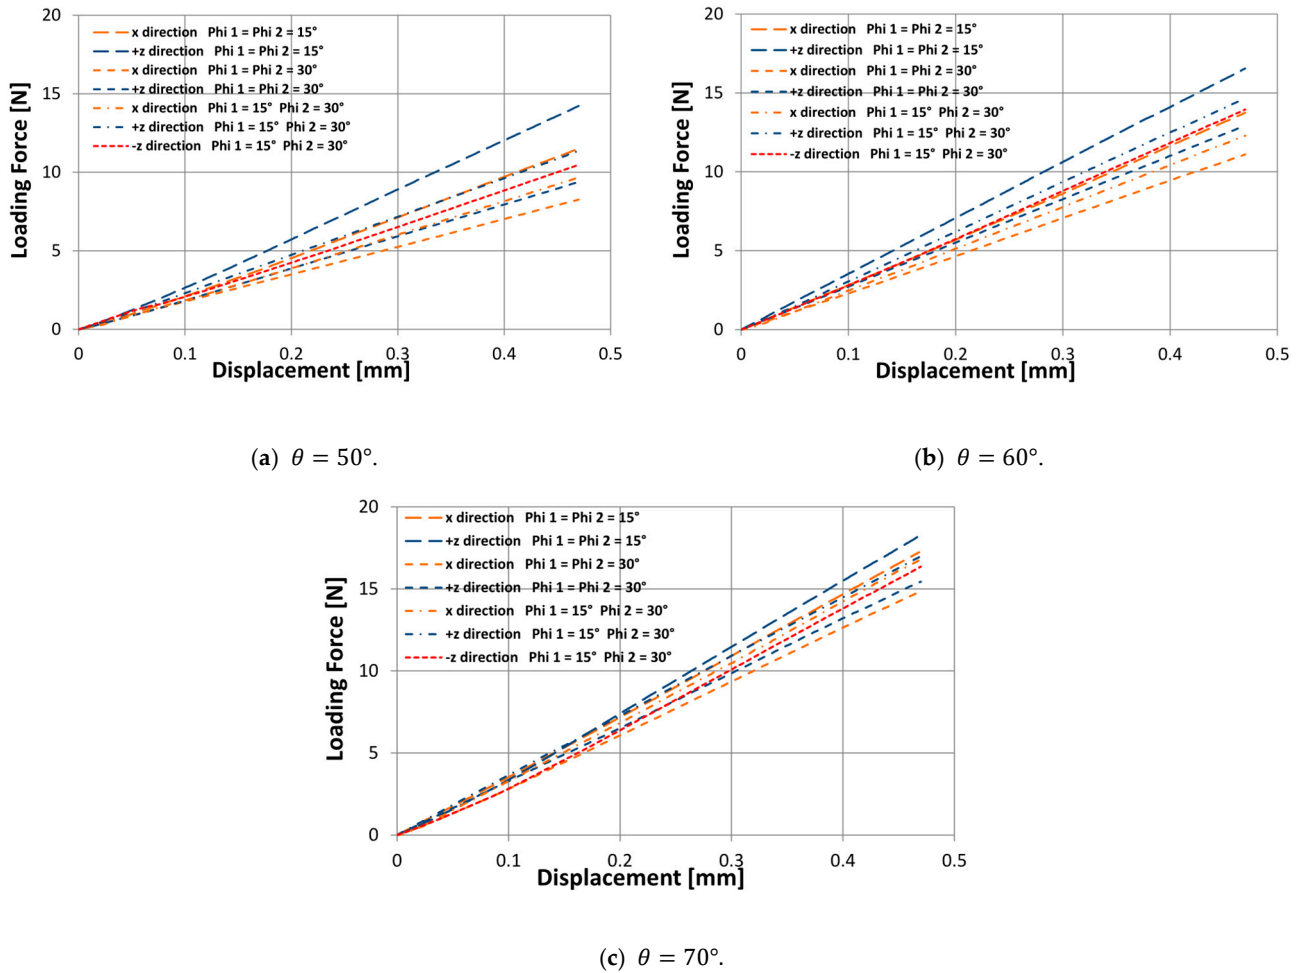 20
x direction Phi 1 = Phi 2 = 15°
+z direction Phi 1 = Phi 2 = 15°
x direction Phi 1 = Phi 2 = 30°
+z direction Phi 1 = Phi 2 = 30°
x direction Phi 1 = 15° Phi 2 = 30°
+z direction Phi 1 = 15° Phi 2 = 30°
-z direction Phi 1 = 15° Phi 2 = 30°
15
10
5
0
Loading Force [N]
0 0.1 0.2 0.3 0.4 0.5
Displacement [mm]
(a) θ = 50°.
20
x direction Phi 1 = Phi 2 = 15°
+z direction Phi 1 = Phi 2 = 15°
x direction Phi 1 = Phi 2 = 30°
+z direction Phi 1 = Phi 2 = 30°
x direction Phi 1 = 15° Phi 2 = 30°
+z direction Phi 1 = 15° Phi 2 = 30°
-z direction Phi 1 = 15° Phi 2 = 30°
15
10
5
0
Loading Force [N]
0 0.1 0.2 0.3 0.4 0.5
Displacement [mm]
(b) θ = 60°.
20
x direction Phi 1 = Phi 2 = 15°
+z direction Phi 1 = Phi 2 = 15°
x direction Phi 1 = Phi 2 = 30°
+z direction Phi 1 = Phi 2 = 30°
x direction Phi 1 = 15° Phi 2 = 30°
+z direction Phi 1 = 15° Phi 2 = 30°
-z direction Phi 1 = 15° Phi 2 = 30°
15
10
5
0
Loading Force [N]
0 0.1 0.2 0.3 0.4 0.5
Displacement [mm]
(c) θ = 70°.